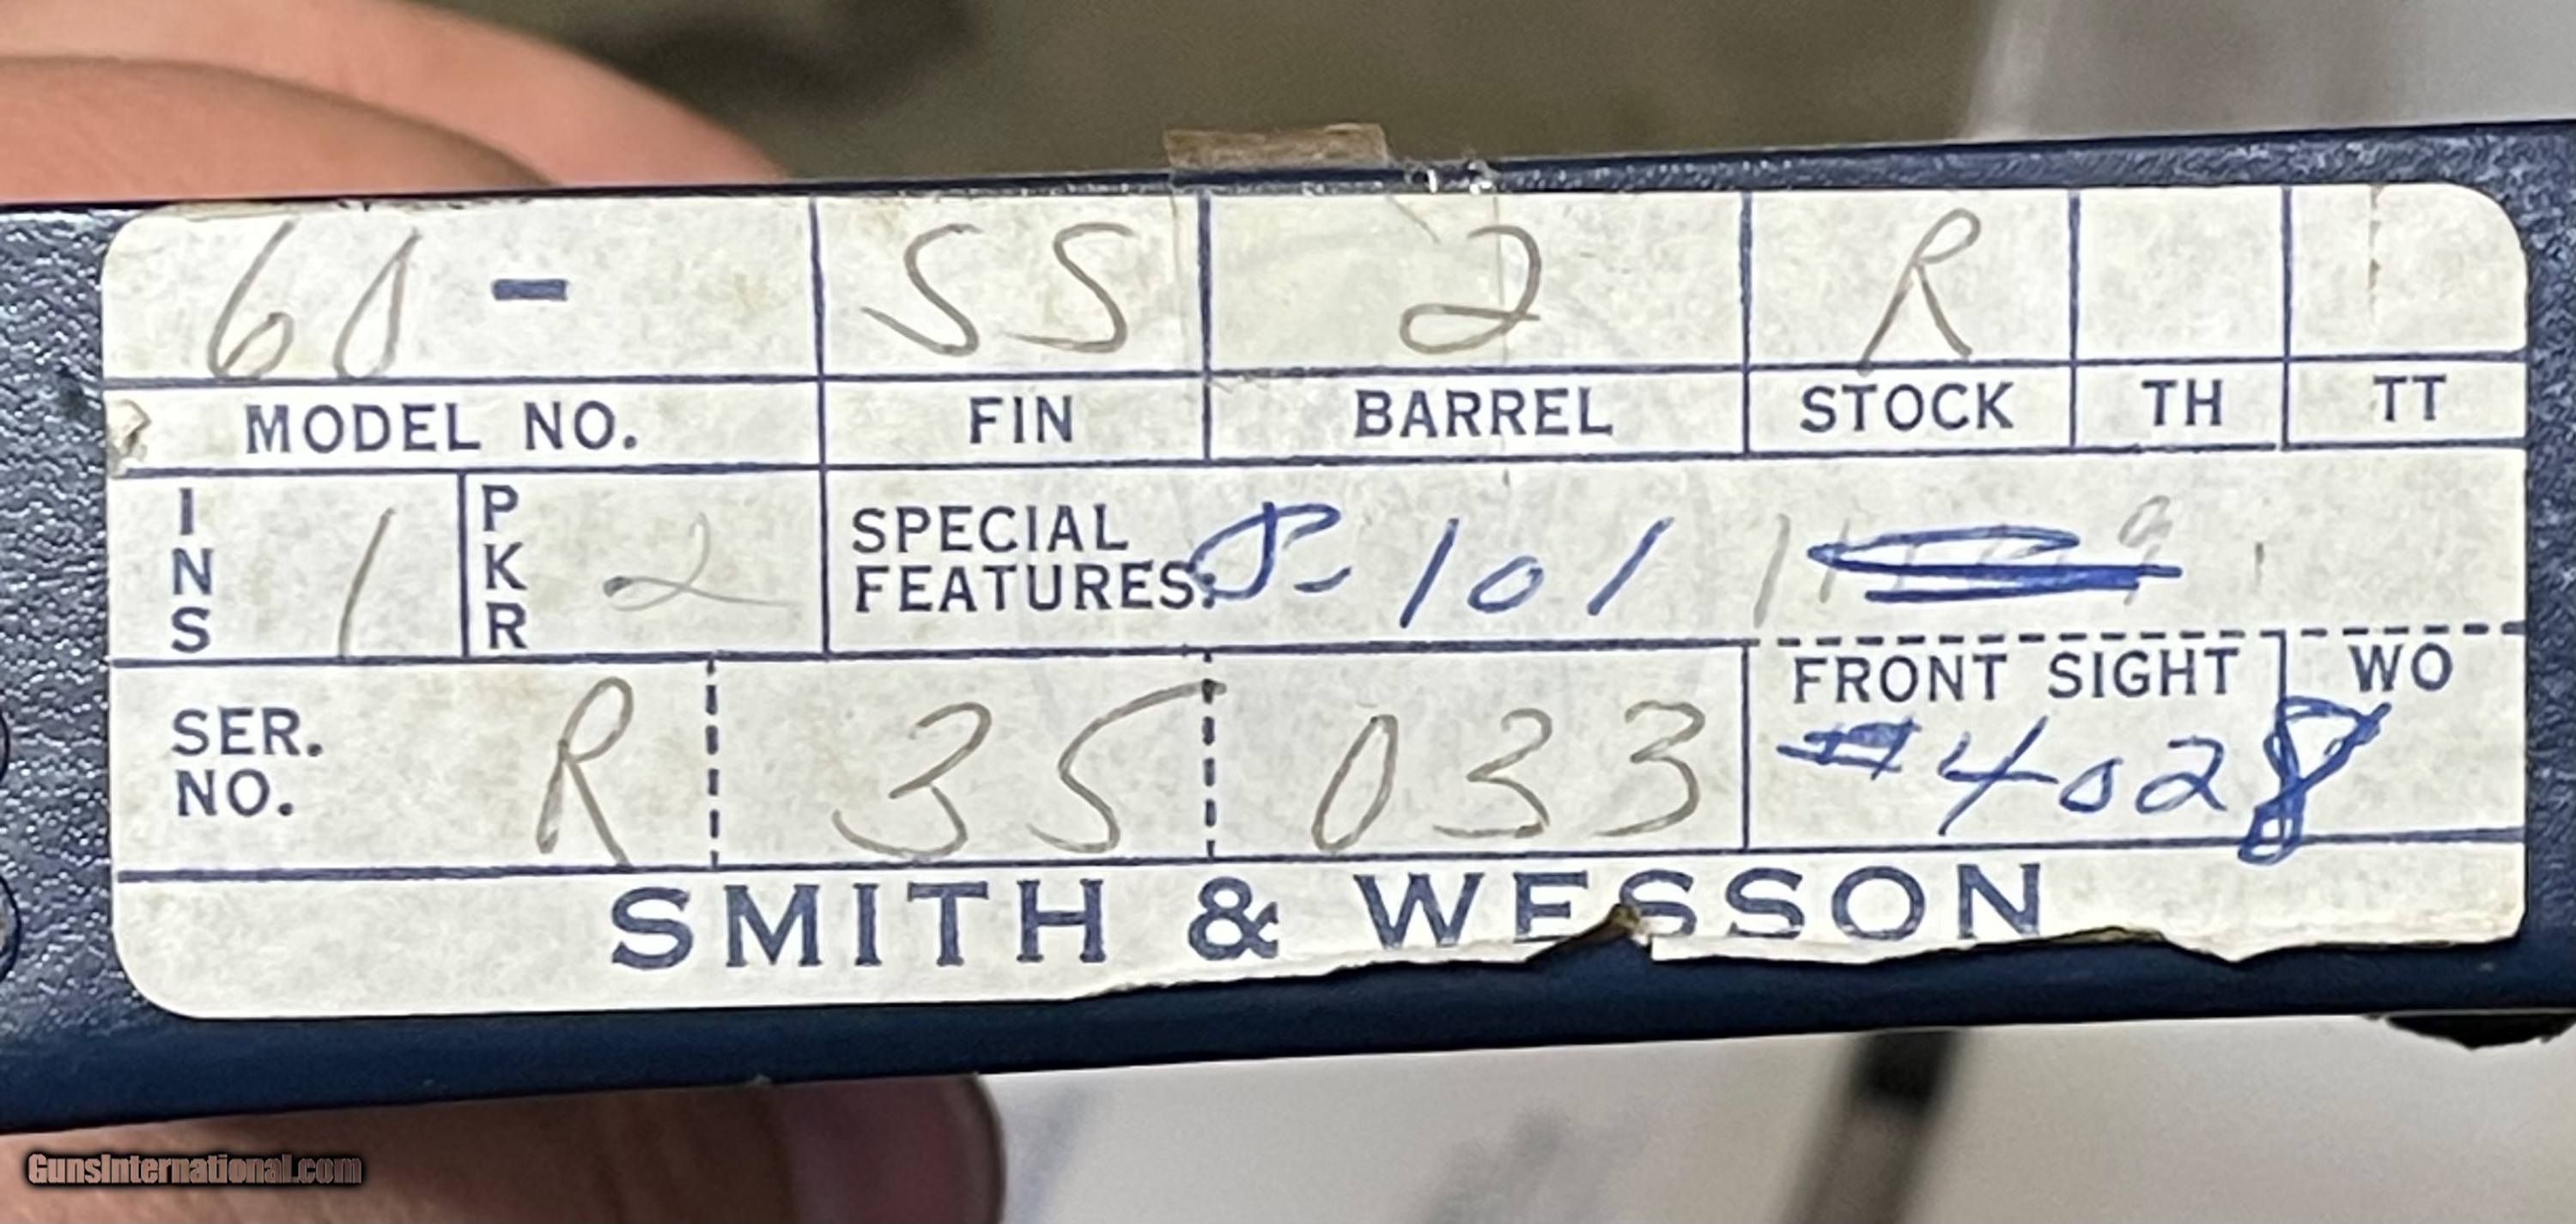 60 - SS 2 R
MODEL NO. FIN BARREL STOCK TH TT
INS 1 PKR 2 SPECIAL FEATURES: 101
FRONT SIGHT WO
SER. NO. R 35 033 #4028
SMITH & WESSON
GunsInternational.com